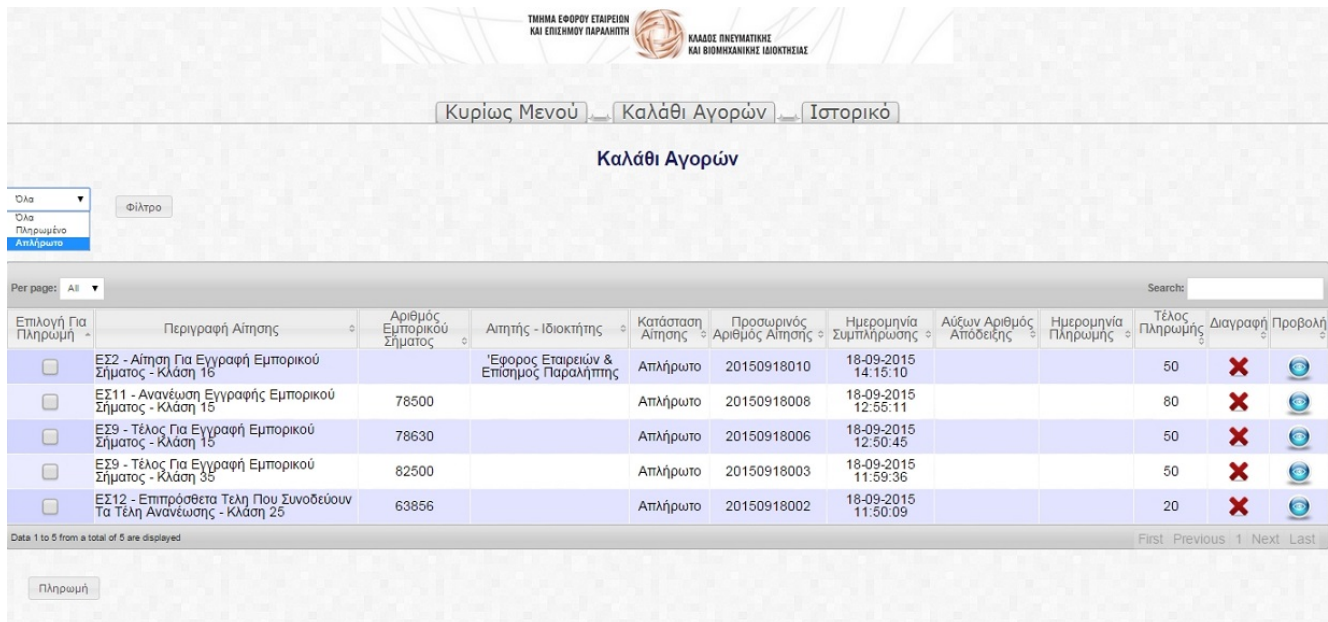 ΤΜΗΜΑ ΕΦΟΡΟΥ ΕΤΑΙΡΕΙΩΝ
ΚΑΙ ΕΠΙΣΗΜΟΥ ΠΑΡΑΛΗΠΤΗ
ΚΛΑΔΟΣ ΠΝΕΥΜΑΤΙΚΗΣ
ΚΑΙ ΒΙΟΜΗΧΑΝΙΚΗΣ ΙΔΙΟΚΤΗΣΙΑΣ
Κυρίως Μενού Καλάθι Αγορών Ιστορικό
Καλάθι Αγορών
Όλα
Φίλτρο
Όλα
Πληρωμένο
Απλήρωτο
Per page: All Search:
Επιλογή Για Πληρωμή Περιγραφή Αίτησης Αριθμός Εμπορικού Σήματος Αιτητής - Ιδιοκτήτης Κατάσταση Αίτησης Προσωρινός Αριθμός Αίτησης Ημερομηνία Συμπλήρωσης Αύξων Αριθμός Απόδειξης Ημερομηνία Πληρωμής Τέλος Πληρωμής Διαγραφή Προβολή
ΕΣ2 - Αίτηση Για Εγγραφή Εμπορικού Σήματος - Κλάση 16 'Εφορος Εταιρειών & Επίσημος Παραλήπτης Απλήρωτο 20150918010 18-09-2015 14:15:10 50
ΕΣ11 - Ανανέωση Εγγραφής Εμπορικού Σήματος - Κλάση 15 78500 Απλήρωτο 20150918008 18-09-2015 12:55:11 80
ΕΣ9 - Τέλος Για Εγγραφή Εμπορικού Σήματος - Κλάση 15 78630 Απλήρωτο 20150918006 18-09-2015 12:50:45 50
ΕΣ9 - Τέλος Για Εγγραφή Εμπορικού Σήματος - Κλάση 35 82500 Απλήρωτο 20150918003 18-09-2015 11:59:36 50
ΕΣ12 - Επιπρόσθετα Τελη Που Συνοδεύουν Τα Τέλη Ανανέωσης - Κλάση 25 63856 Απλήρωτο 20150918002 18-09-2015 11:50:09 20
Data 1 to 5 from a total of 5 are displayed First Previous 1 Next Last
Πληρωμή